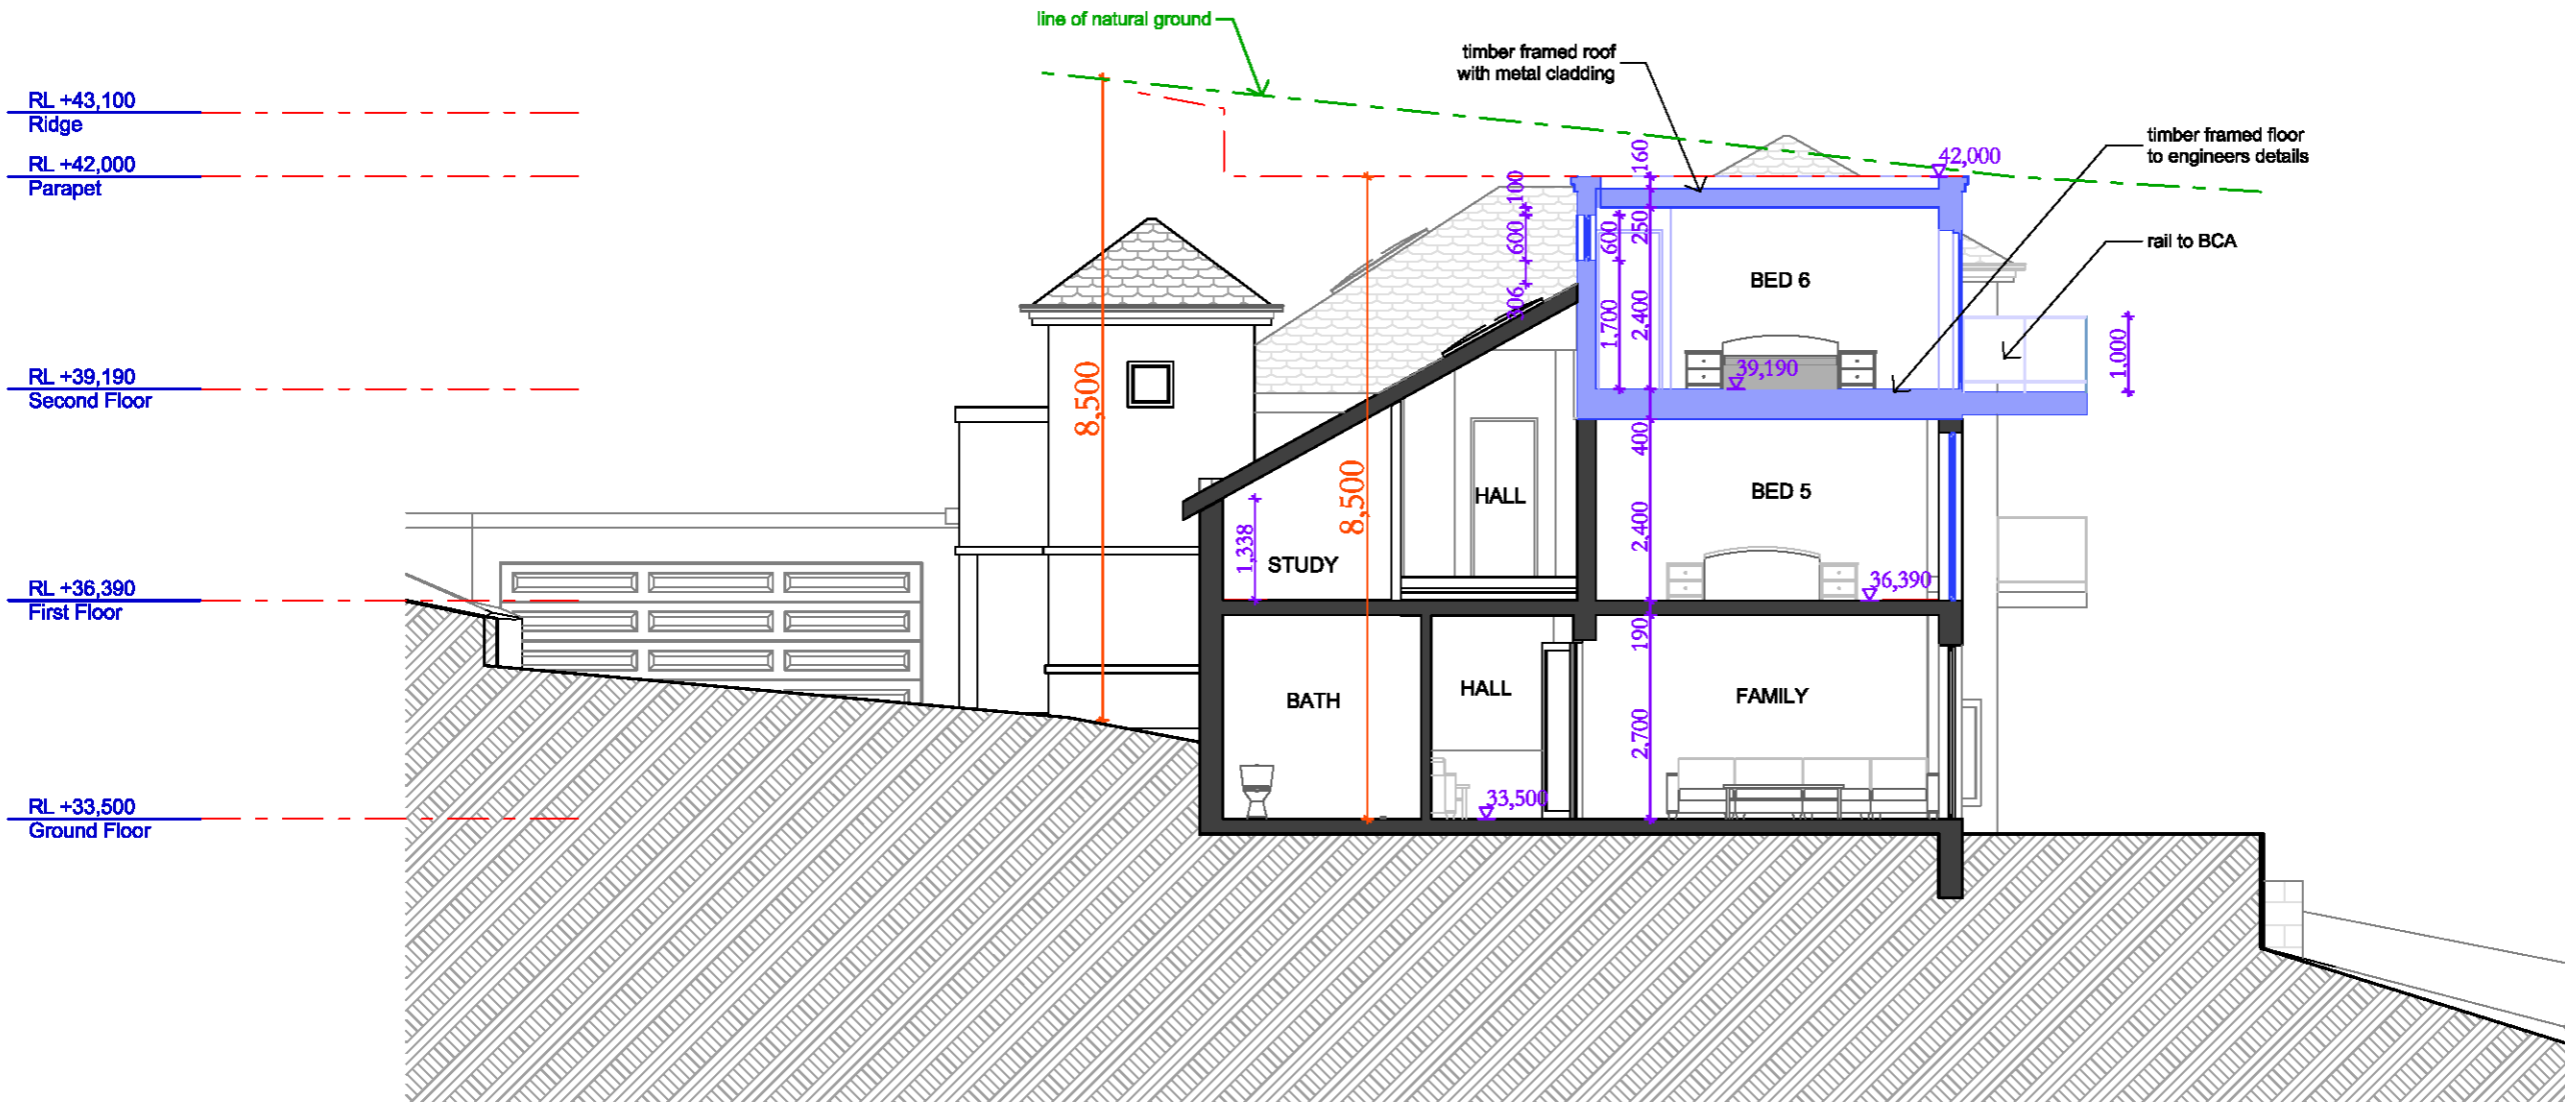 line of natural ground
timber framed roof
with metal cladding
RL +43,100
Ridge
timber framed floor
to engineers details
RL +42,000
Parapet
160
42,000
100
600
600
250
rail to BCA
BED 6
306
1,700
2,400
1,000
RL +39,190
Second Floor
39,190
8,500
400
8,500
HALL
BED 5
1,338
2,400
STUDY
RL +36,390
First Floor
36,390
190
BATH
HALL
FAMILY
2,700
RL +33,500
Ground Floor
33,500